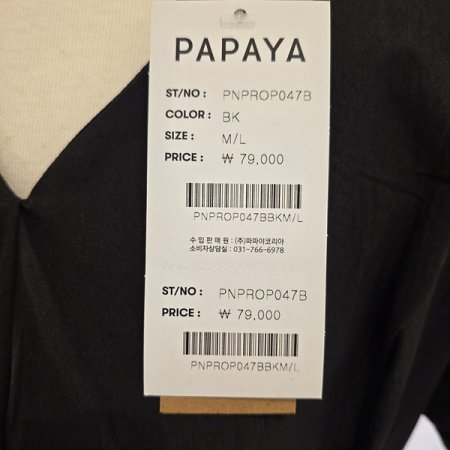 PAPAYA
ST/NO : PNPROP047B
COLOR : BK
SIZE : M/L
PRICE : ₩ 79,000
PNPROP047BBKM/L
수 입 판 매 원 : (주)파파야코리아
소비자상담실 : 031-766-6978
ST/NO : PNPROP047B
PRICE : ₩ 79,000
PNPROP047BBKM/L